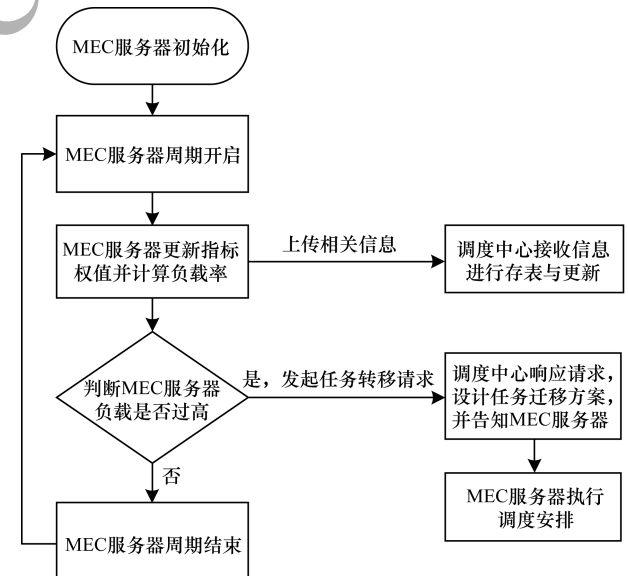 MEC服务器初始化
MEC服务器周期开启
MEC服务器更新指标
权值并计算负载率
上传相关信息
调度中心接收信息
进行存表与更新
判断MEC服务器
负载是否过高
是，发起任务转移请求
调度中心响应请求，
设计任务迁移方案，
并告知MEC服务器
否
MEC服务器执行
调度安排
MEC服务器周期结束